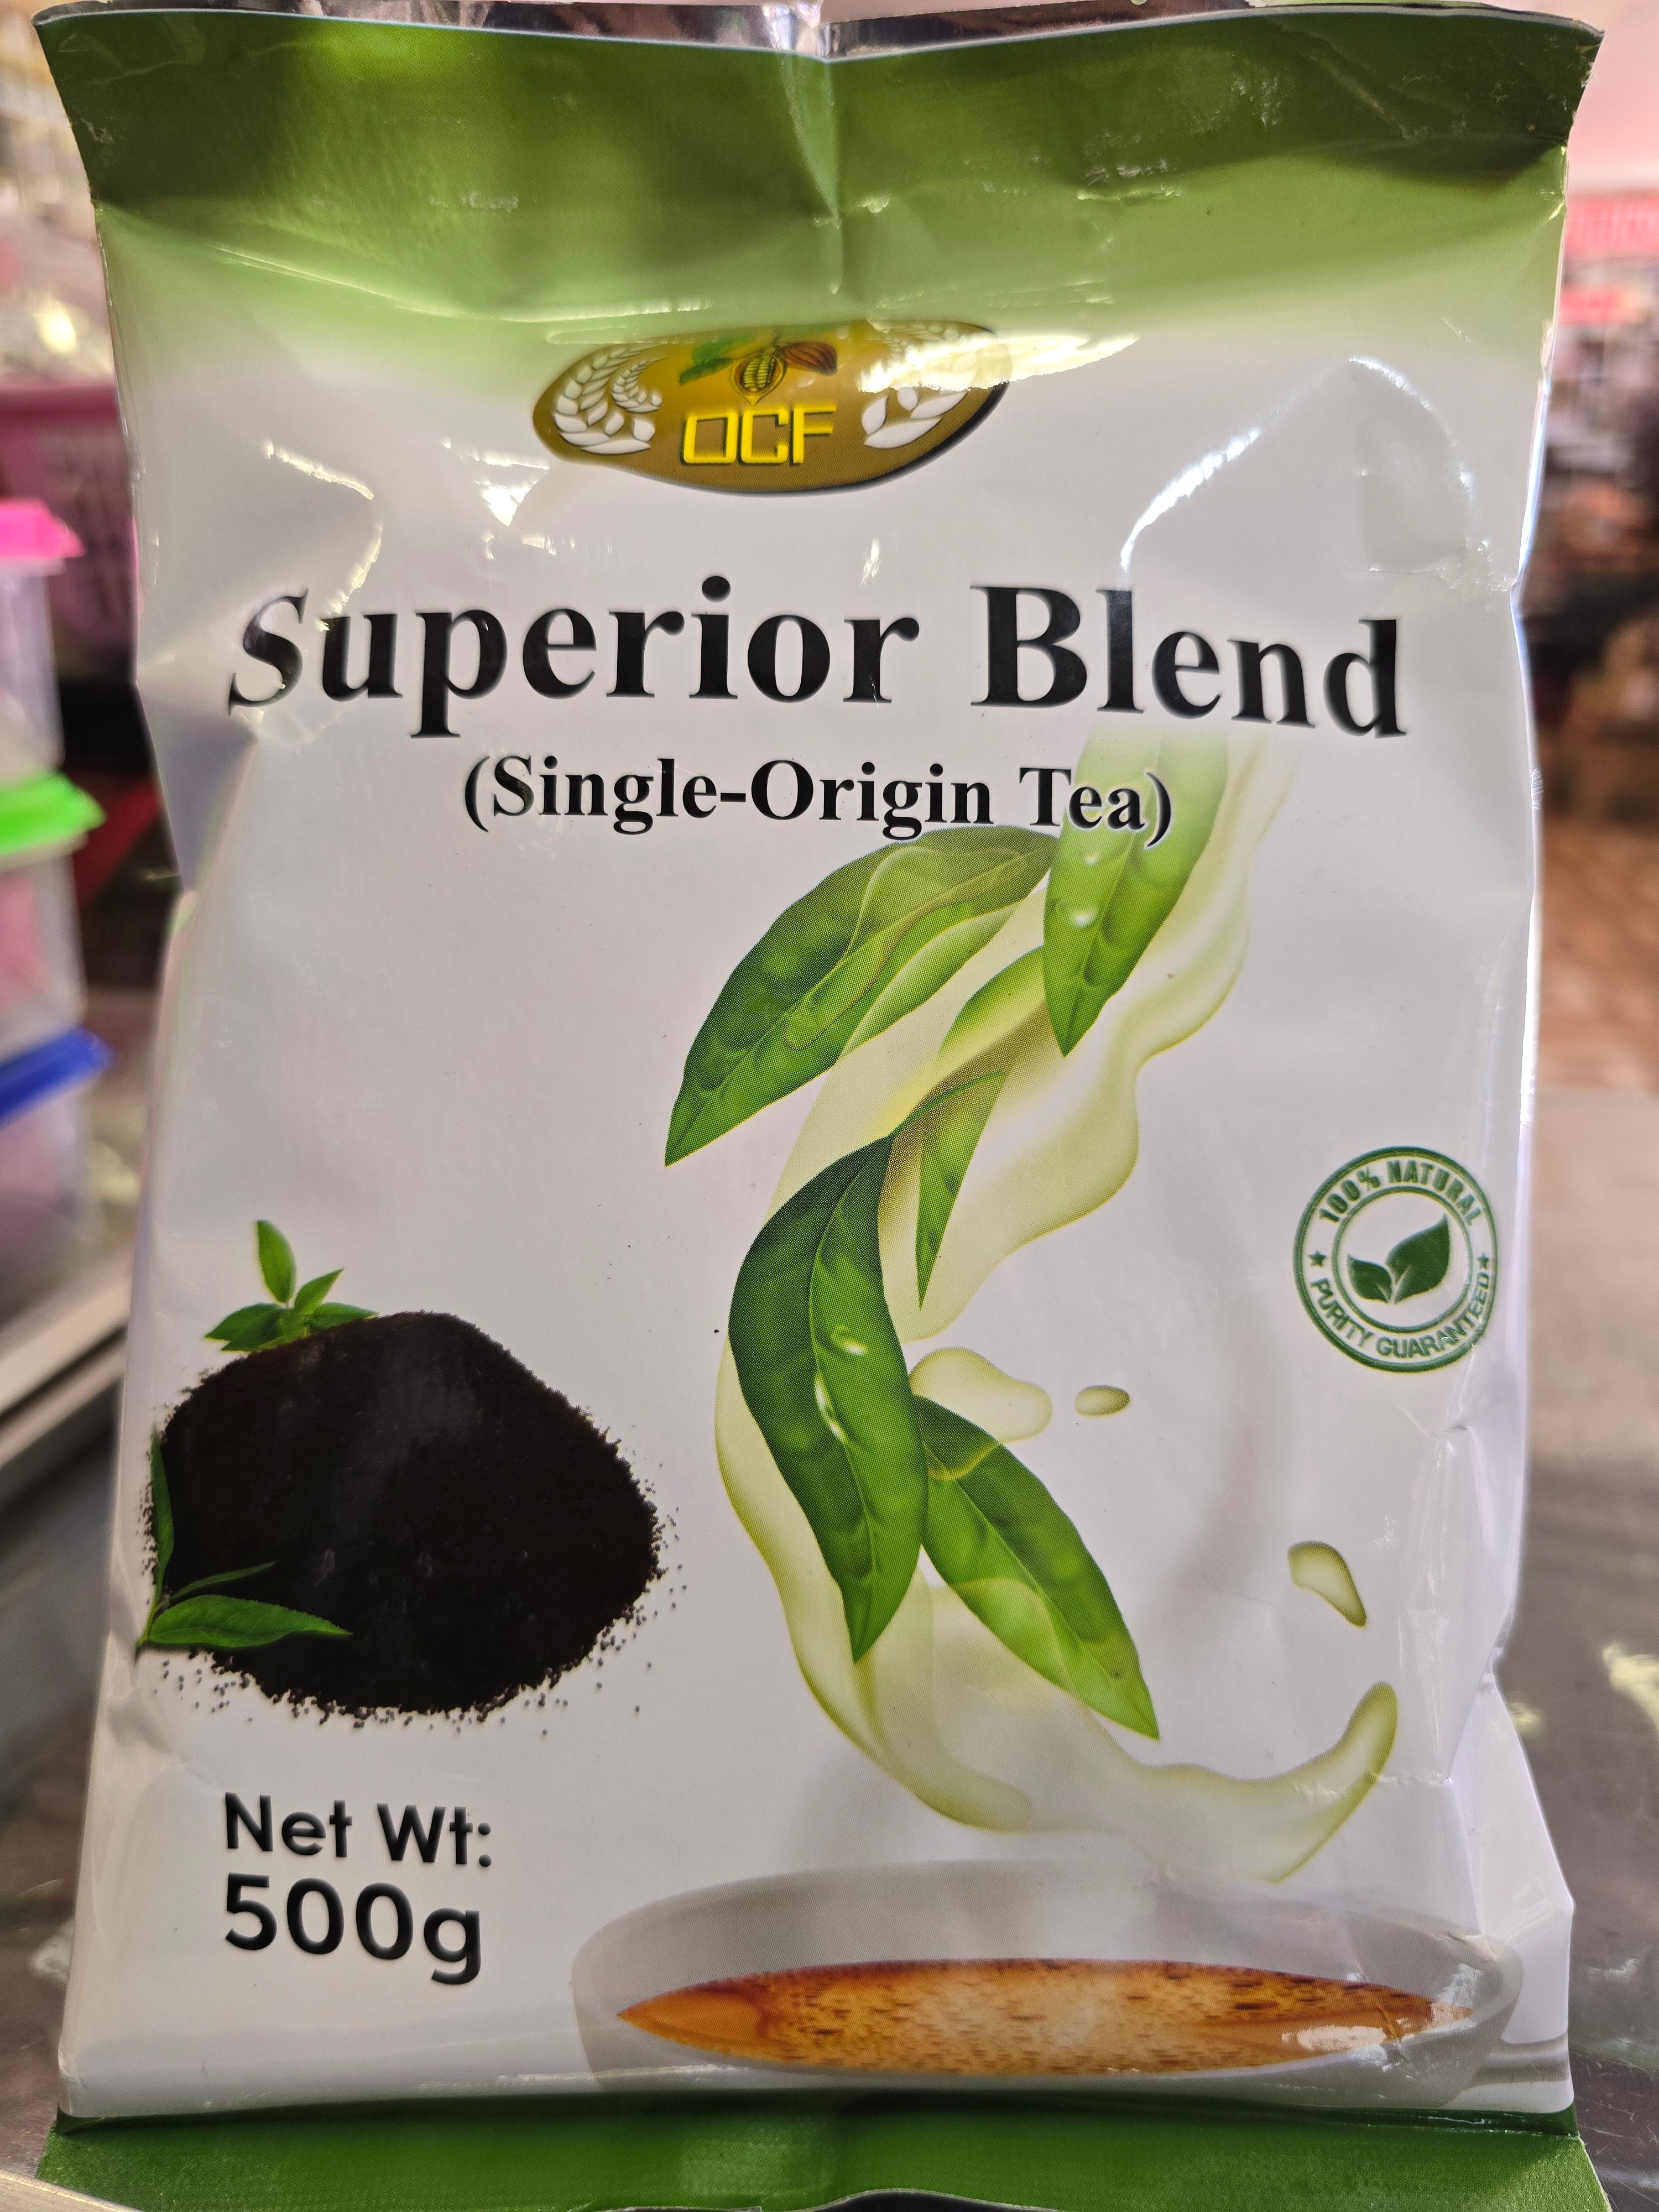 OCF
Superior Blend
(Single-Origin Tea)
100% NATURAL
PURITY GUARANTEED
Net Wt:
500g